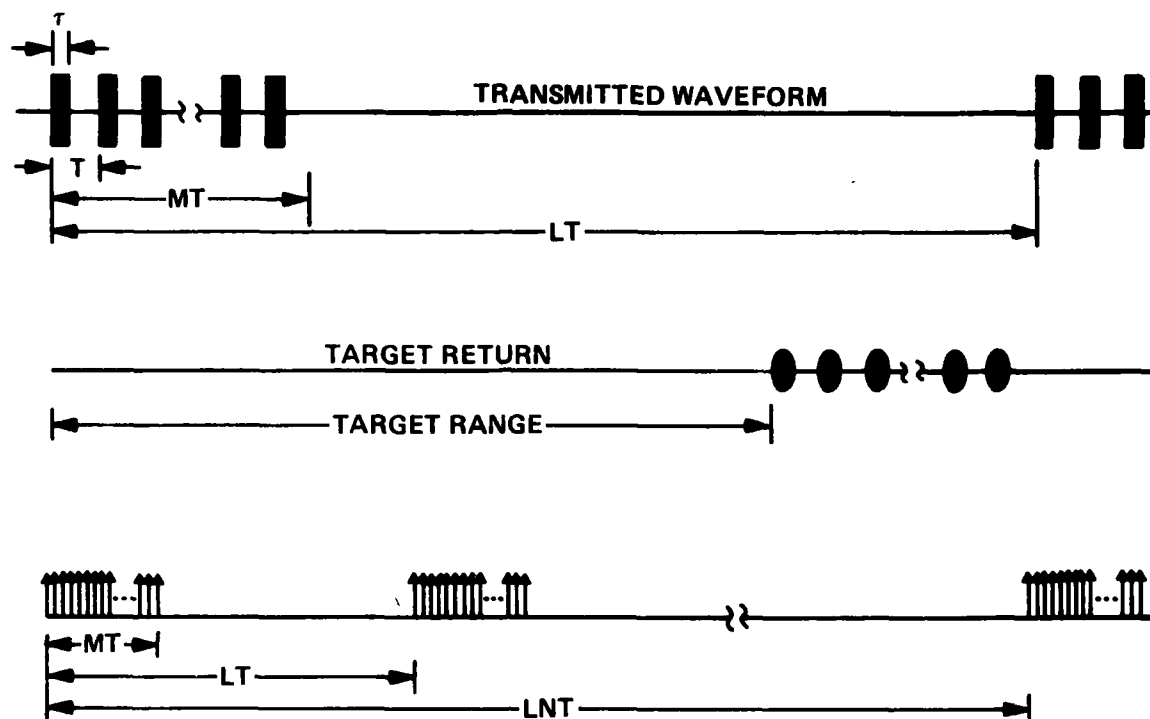 τ
TRANSMITTED WAVEFORM
T
MT
LT
TARGET RETURN
TARGET RANGE
MT
LT
LNT